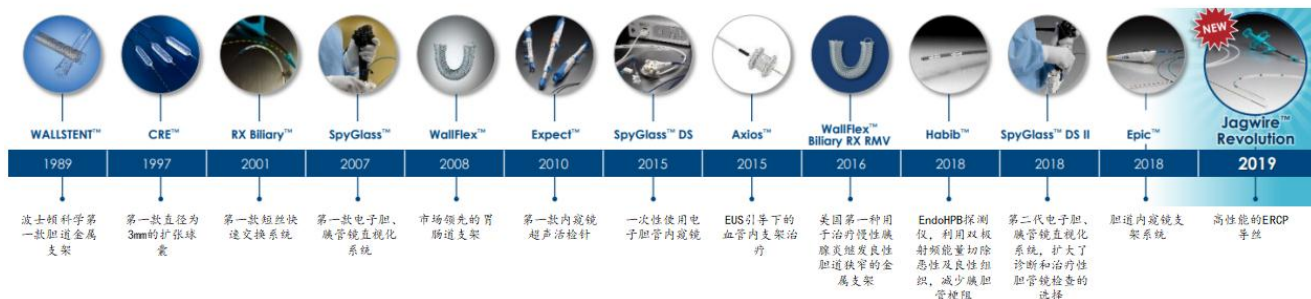 NEW
WALLSTENT™
CRE™
RX Biliary™
SpyGlass™
WallFlex™
Expect™
SpyGlass™ DS
Axios™
WallFlex™
Biliary RX RMV
Habib™
SpyGlass™ DS II
Epic™
Jagwire™
Revolution
1989
1997
2001
2007
2008
2010
2015
2015
2016
2018
2018
2018
2019
波士顿科学第
一款胆道金属
支架
第一款直径为
3mm的扩张球
囊
第一款短丝快
速交换系统
第一款电子胆、
胰管镜直视化
系统
市场领先的胃
肠道支架
第一款内窥镜
超声活检针
一次性使用电
子胆管内窥镜
EUS引导下的
血管内支架治
疗
美国第一种用
于治疗慢性胰
腺炎继发良性
胆道狭窄的金
属支架
EndoHPB探测
仪，利用双极
射频能量切除
恶性及良性组
织，减少胰胆
管梗阻
第二代电子胆、
胰管镜直视化
系统，扩大了
诊断和治疗性
胆管镜检查的
选择
胆道内窥镜支
架系统
高性能的ERCP
导丝